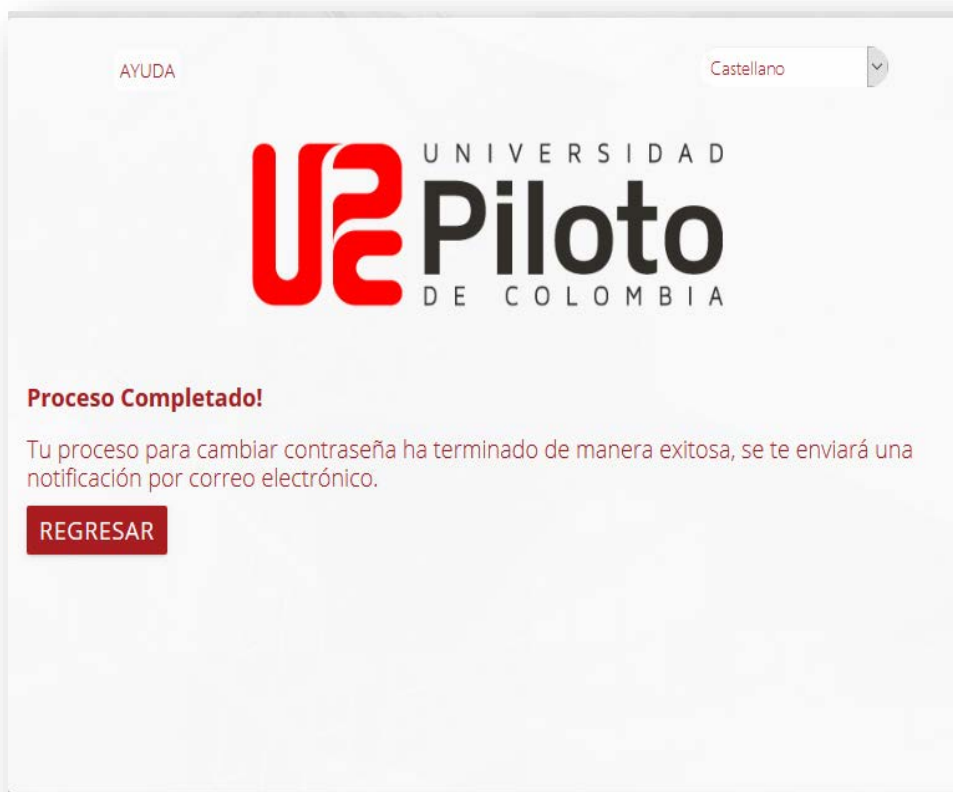 AYUDA
Castellano
UNIVERSIDAD
Piloto
DE COLOMBIA
Proceso Completado!
Tu proceso para cambiar contraseña ha terminado de manera exitosa, se te enviará una
notificación por correo electrónico.
REGRESAR